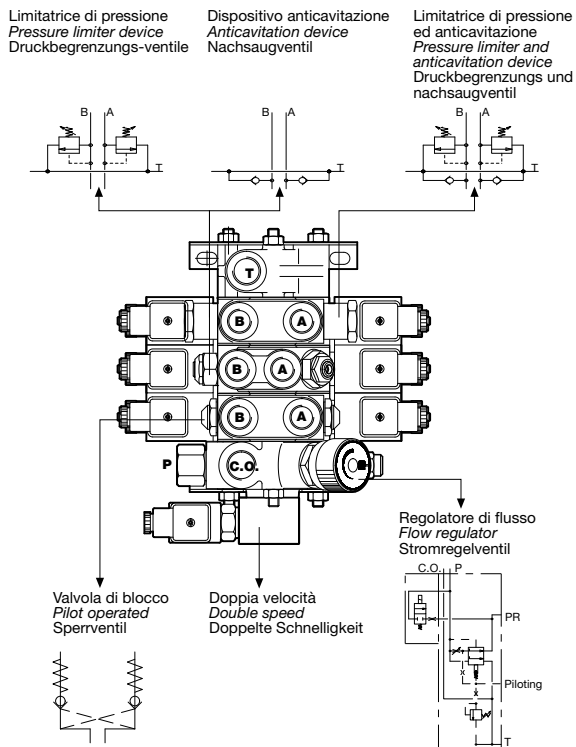 Limitatrice di pressione
Pressure limiter device
Druckbegrenzungs-ventile
Dispositivo anticavitazione
Anticavitation device
Nachsaugventil
Limitatrice di pressione
ed anticavitazione
Pressure limiter and
anticavitation device
Druckbegrenzungs und
nachsaugventil
B A
T
B A
T
B A
T
T
B A
B A
B A
P C.O.
Regolatore di flusso
Flow regulator
Stromregelventil
C.O. P
PR
Piloting
T
Valvola di blocco
Pilot operated
Sperrventil
Doppia velocità
Double speed
Doppelte Schnelligkeit